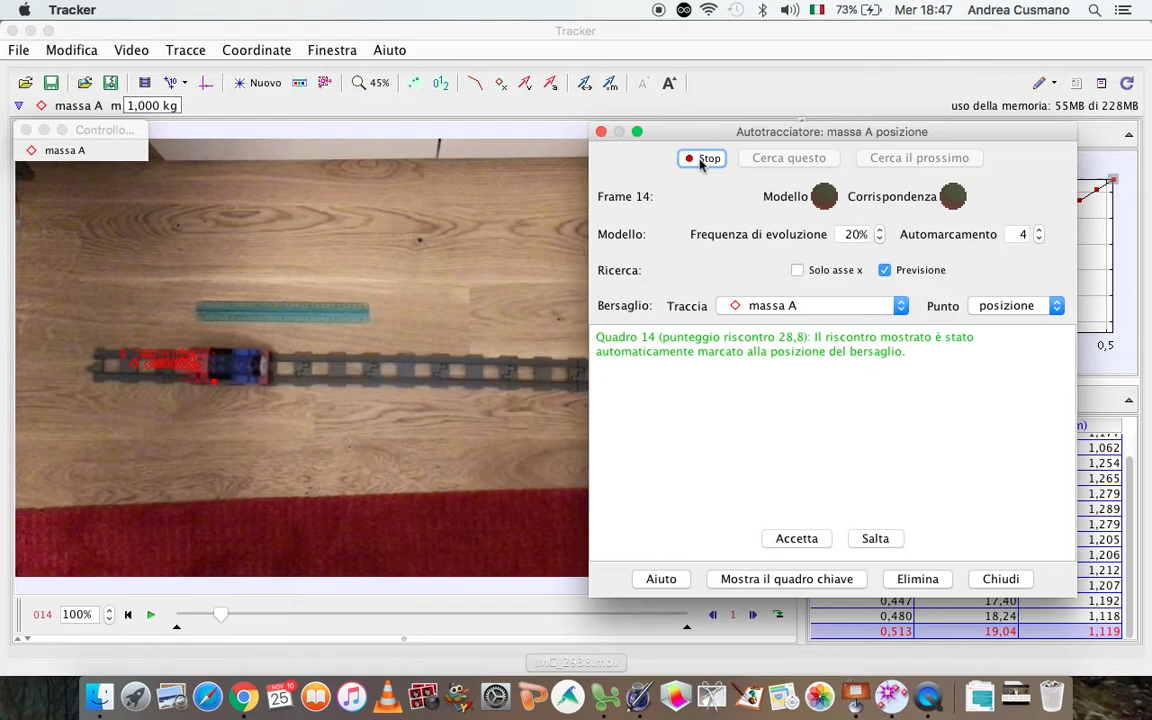 Tracker
73%
Mer 18:47
Andrea Cusmano
Tracker
File
Modifica
Video
Tracce
Coordinate
Finestra
Aiuto
Nuovo
45%
massa A
m
1,000 kg
uso della memoria: 55MB di 228MB
Controllo...
massa A
Autotracciatore: massa A posizione
Stop
Cerca questo
Cerca il prossimo
Frame 14:
Modello
Corrispondenza
Modello:
Frequenza di evoluzione
20%
Automarcamento
4
Ricerca:
Solo asse x
Previsione
Bersaglio:
Traccia
massa A
Punto
posizione
Quadro 14 (punteggio riscontro 28,8): Il riscontro mostrato è stato
automaticamente marcato alla posizione del bersaglio.
Accetta
Salta
Aiuto
Mostra il quadro chiave
Elimina
Chiudi
0,5
1,062
1,254
1,265
1,279
1,289
1,279
1,205
1,206
1,212
1,207
0,447 17,40 1,192
0,480 18,24 1,118
0,513 19,04 1,119
014
100%
1
IMG_2938.mov
NOV
25